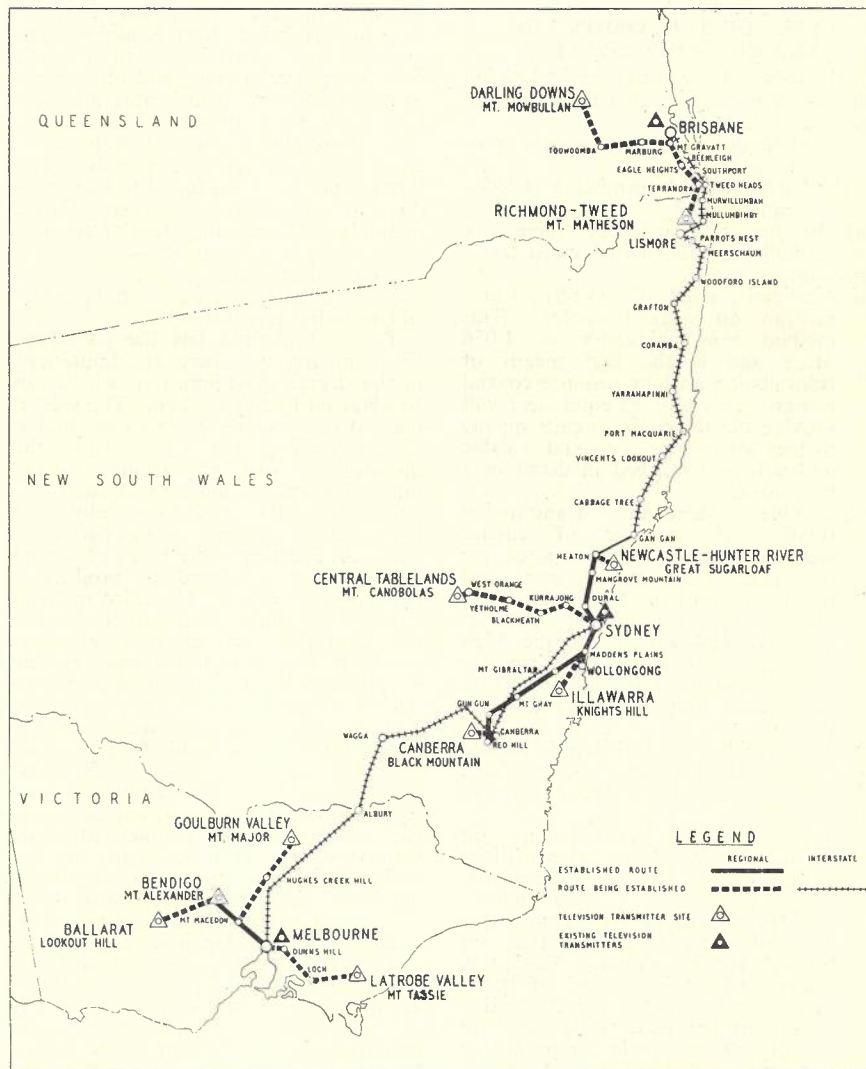 QUEENSLAND
DARLING DOWNS
MT. MOWBULLAN
BRISBANE
TOOWOOMBA
MARBURG
MT GRAVATT
BEENLEIGH
EAGLE HEIGHTS
SOUTHPORT
TERRANORA
TWEED HEADS
MURWILLUMBAH
RICHMOND-TWEED
MT. MATHESON
MULLUMBIMBY
LISMORE
PARROTS NEST
MEERSCHAUM
WOODFORD ISLAND
GRAFTON
CORAMBA
YARRAHAPINNI
PORT MACQUARIE
VINCENTS LOOKOUT
NEW SOUTH WALES
CABBAGE TREE
GAN GAN
HEATON
NEWCASTLE-HUNTER RIVER
GREAT SUGARLOAF
MANGROVE MOUNTAIN
CENTRAL TABLELANDS
MT. CANOBOLAS
WEST ORANGE
YETHOLME
BLACKHEATH
KURRAJONG
DURAL
SYDNEY
MADDENS PLAINS
WOLLONGONG
MT GIBRALTAR
ILLAWARRA
KNIGHTS HILL
MT GRAY
GUN GUN
CANBERRA
RED HILL
CANBERRA
BLACK MOUNTAIN
WAGGA
VICTORIA
ALBURY
GOULBURN VALLEY
MT. MAJOR
HUGHES CREEK HILL
BENDIGO
MT. ALEXANDER
BALLARAT
LOOKOUT HILL
MT MACEDON
MELBOURNE
DUNNS HILL
LOCH
LATROBE VALLEY
MT TASSIE
LEGEND
REGIONAL INTERSTATE
ESTABLISHED ROUTE
ROUTE BEING ESTABLISHED
TELEVISION TRANSMITTER SITE
EXISTING TELEVISION
TRANSMITTERS